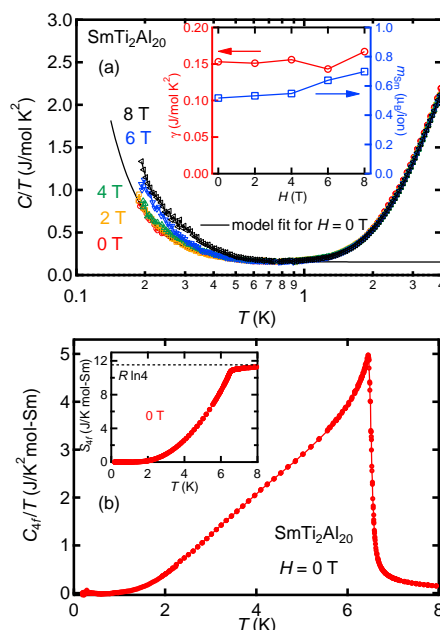 SmTi2Al20
(a)
C/T (J/mol K²)
3.0
2.5
2.0
1.5
1.0
0.5
0.0
8 T
6 T
4 T
2 T
0 T
γ (J/mol K²)
0.20
0.15
0.10
0.05
0.00
1.0
0.8
0.6
0.4
0.2
0.0
mSm (μB/ion)
0 2 4 6 8
H (T)
model fit for H = 0 T
0.1 2 3 4 5 6 7 8 9 1 2 3 4
T (K)
(b)
C4f/T (J/K²mol-Sm)
5
4
3
2
1
0
S4f (J/K mol-Sm)
12
8
4
0
R ln4
0 T
0 2 4 6 8
T (K)
SmTi2Al20
H = 0 T
0 2 4 6 8
T (K)